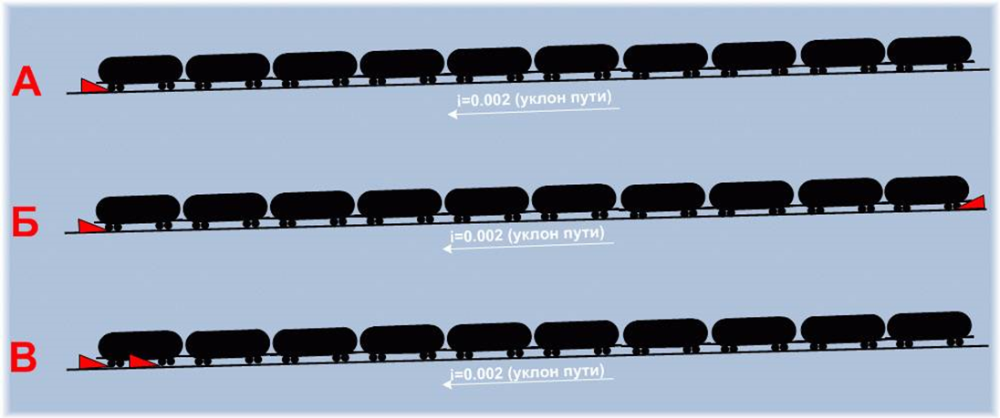 А
i=0.002 (уклон пути)
Б
i=0.002 (уклон пути)
В
i=0.002 (уклон пути)